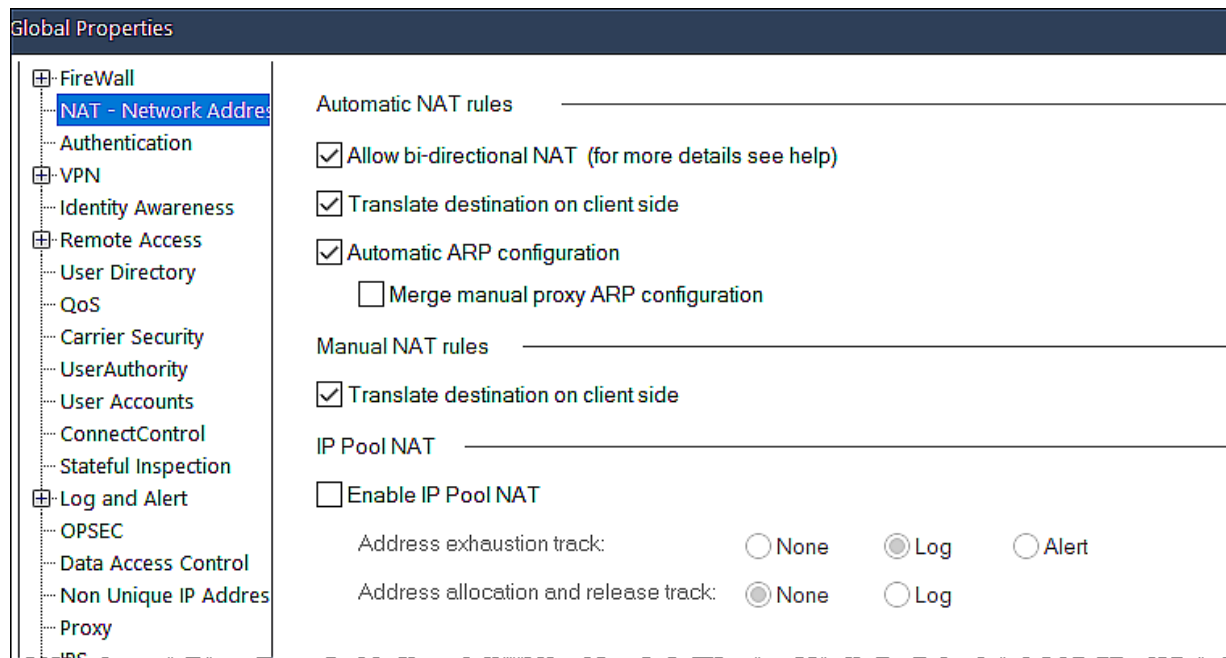 Global Properties
FireWall
NAT - Network Addres
Authentication
VPN
Identity Awareness
Remote Access
User Directory
QoS
Carrier Security
UserAuthority
User Accounts
ConnectControl
Stateful Inspection
Log and Alert
OPSEC
Data Access Control
Non Unique IP Addres
Proxy
Automatic NAT rules
Allow bi-directional NAT (for more details see help)
Translate destination on client side
Automatic ARP configuration
Merge manual proxy ARP configuration
Manual NAT rules
Translate destination on client side
IP Pool NAT
Enable IP Pool NAT
Address exhaustion track: None Log Alert
Address allocation and release track: None Log